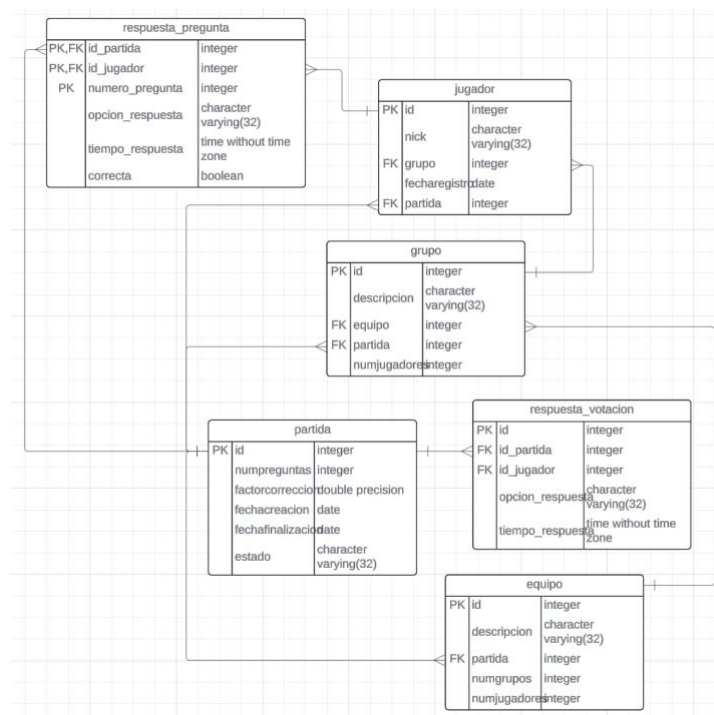 respuesta_pregunta
PK,FK id_partida integer
PK,FK id_jugador integer
PK numero_pregunta integer
opcion_respuesta character
varying(32)
tiempo_respuesta time without time
zone
correcta boolean
jugador
PK id integer
nick character
varying(32)
FK grupo integer
fecharegistro date
FK partida integer
grupo
PK id integer
descripcion character
varying(32)
FK equipo integer
FK partida integer
numjugadores integer
partida
PK id integer
numpreguntas integer
factorcorreccion double precision
fechacreacion date
fechafinalización date
estado character
varying(32)
respuesta_votacion
PK id integer
FK id_partida integer
FK id_jugador integer
opcion_respuesta character
varying(32)
tiempo_respuesta time without time
zone
equipo
PK id integer
descripcion character
varying(32)
FK partida integer
numgrupos integer
numjugadores integer